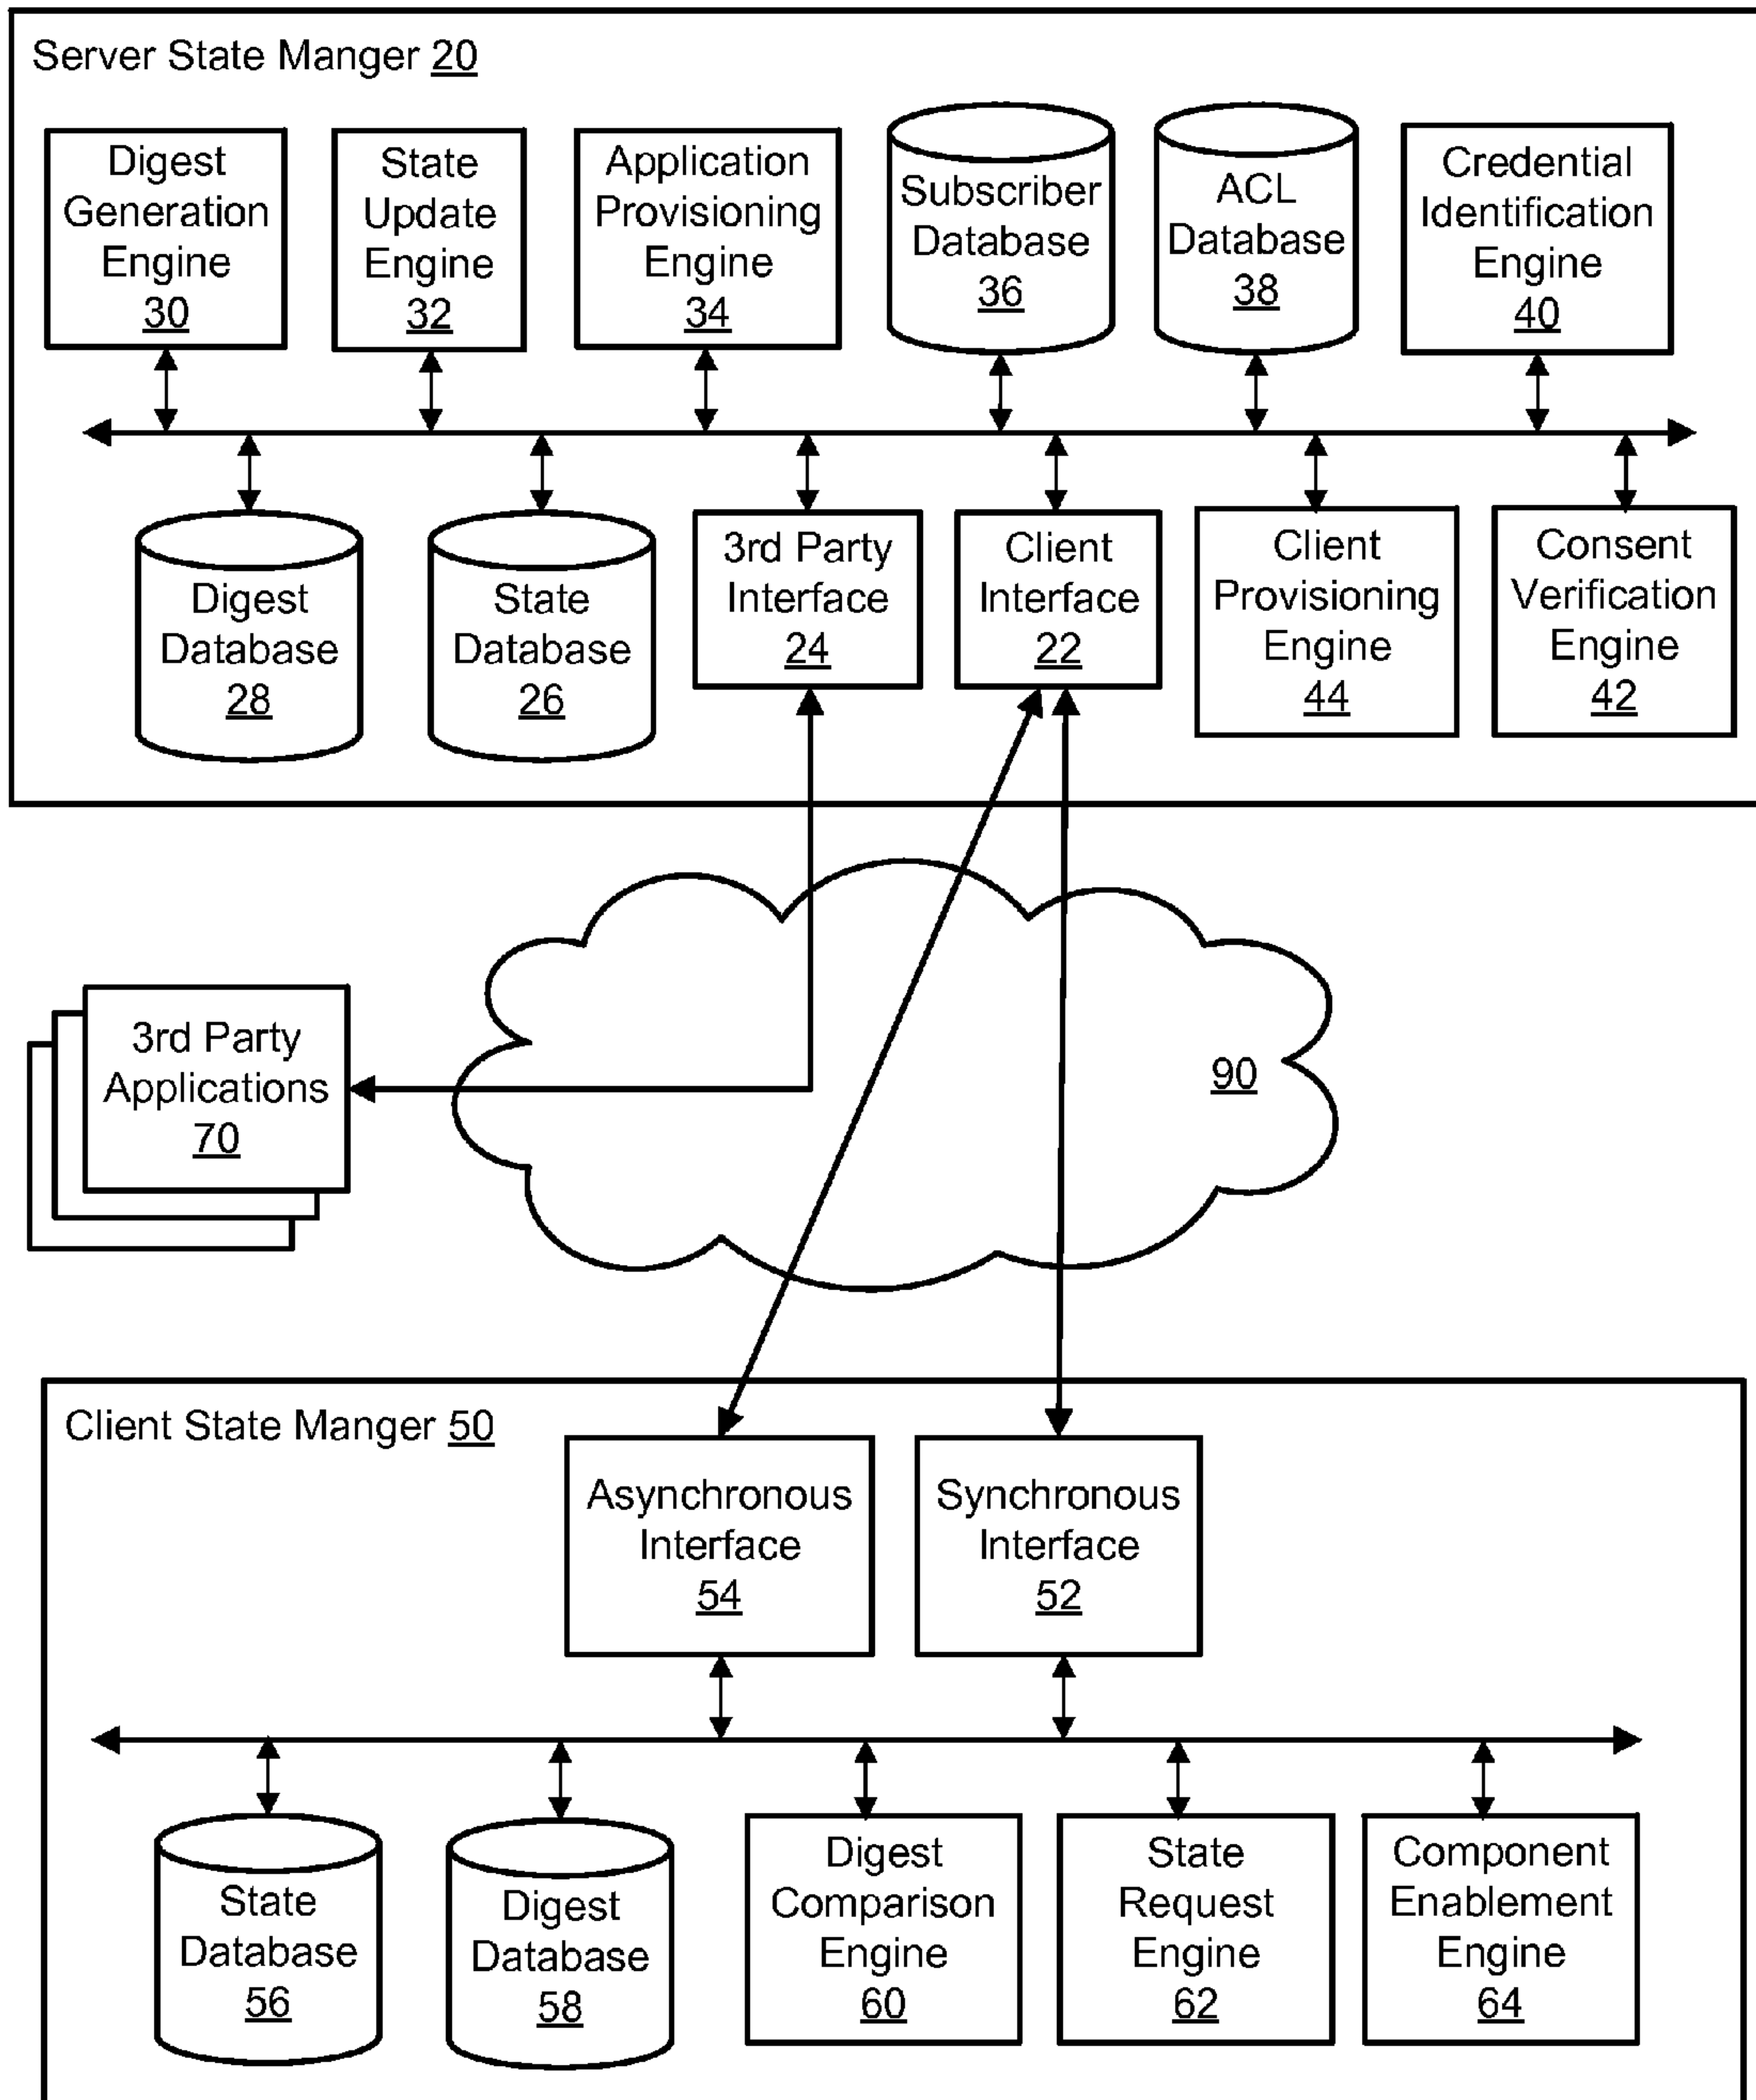 Server State Manger 20
Digest
Generation
Engine
30
State
Update
Engine
32
Application
Provisioning
Engine
34
Subscriber
Database
36
ACL
Database
38
Credential
Identification
Engine
40
Digest
Database
28
State
Database
26
3rd Party
Interface
24
Client
Interface
22
Client
Provisioning
Engine
44
Consent
Verification
Engine
42
3rd Party
Applications
70
90
Client State Manger 50
Asynchronous
Interface
54
Synchronous
Interface
52
State
Database
56
Digest
Database
58
Digest
Comparison
Engine
60
State
Request
Engine
62
Component
Enablement
Engine
64